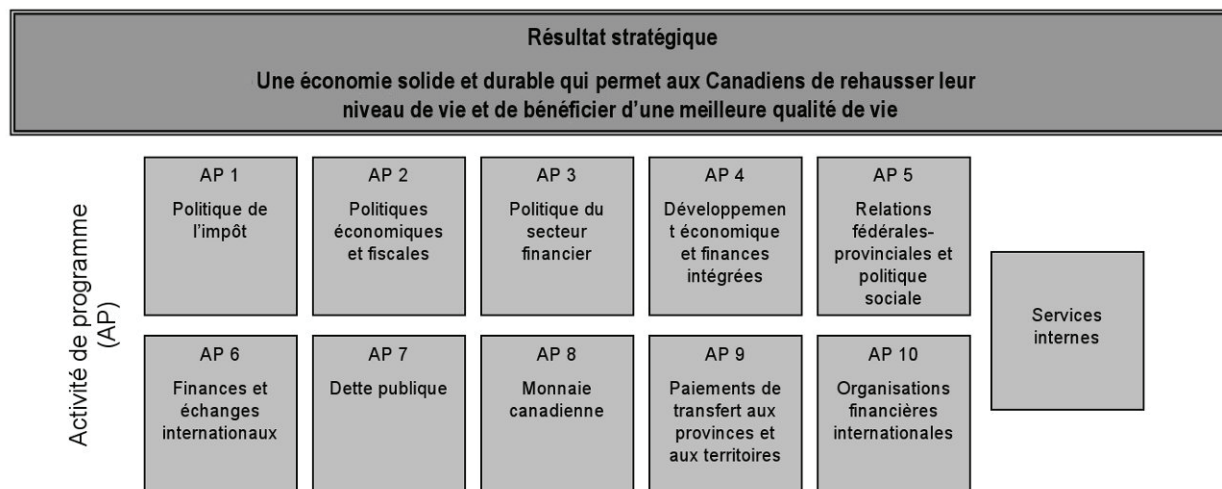 Résultat stratégique
Une économie solide et durable qui permet aux Canadiens de rehausser leur
niveau de vie et de bénéficier d'une meilleure qualité de vie
Activité de programme
(AP)
AP 1
Politique de
l'impôt
AP 2
Politiques
économiques
et fiscales
AP 3
Politique du
secteur
financier
AP 4
Développemen
t économique
et finances
intégrées
AP 5
Relations
fédérales-
provinciales et
politique
sociale
AP 6
Finances et
échanges
internationaux
AP 7
Dette publique
AP 8
Monnaie
canadienne
AP 9
Paiements de
transfert aux
provinces et
aux territoires
AP 10
Organisations
financières
internationales
Services
internes